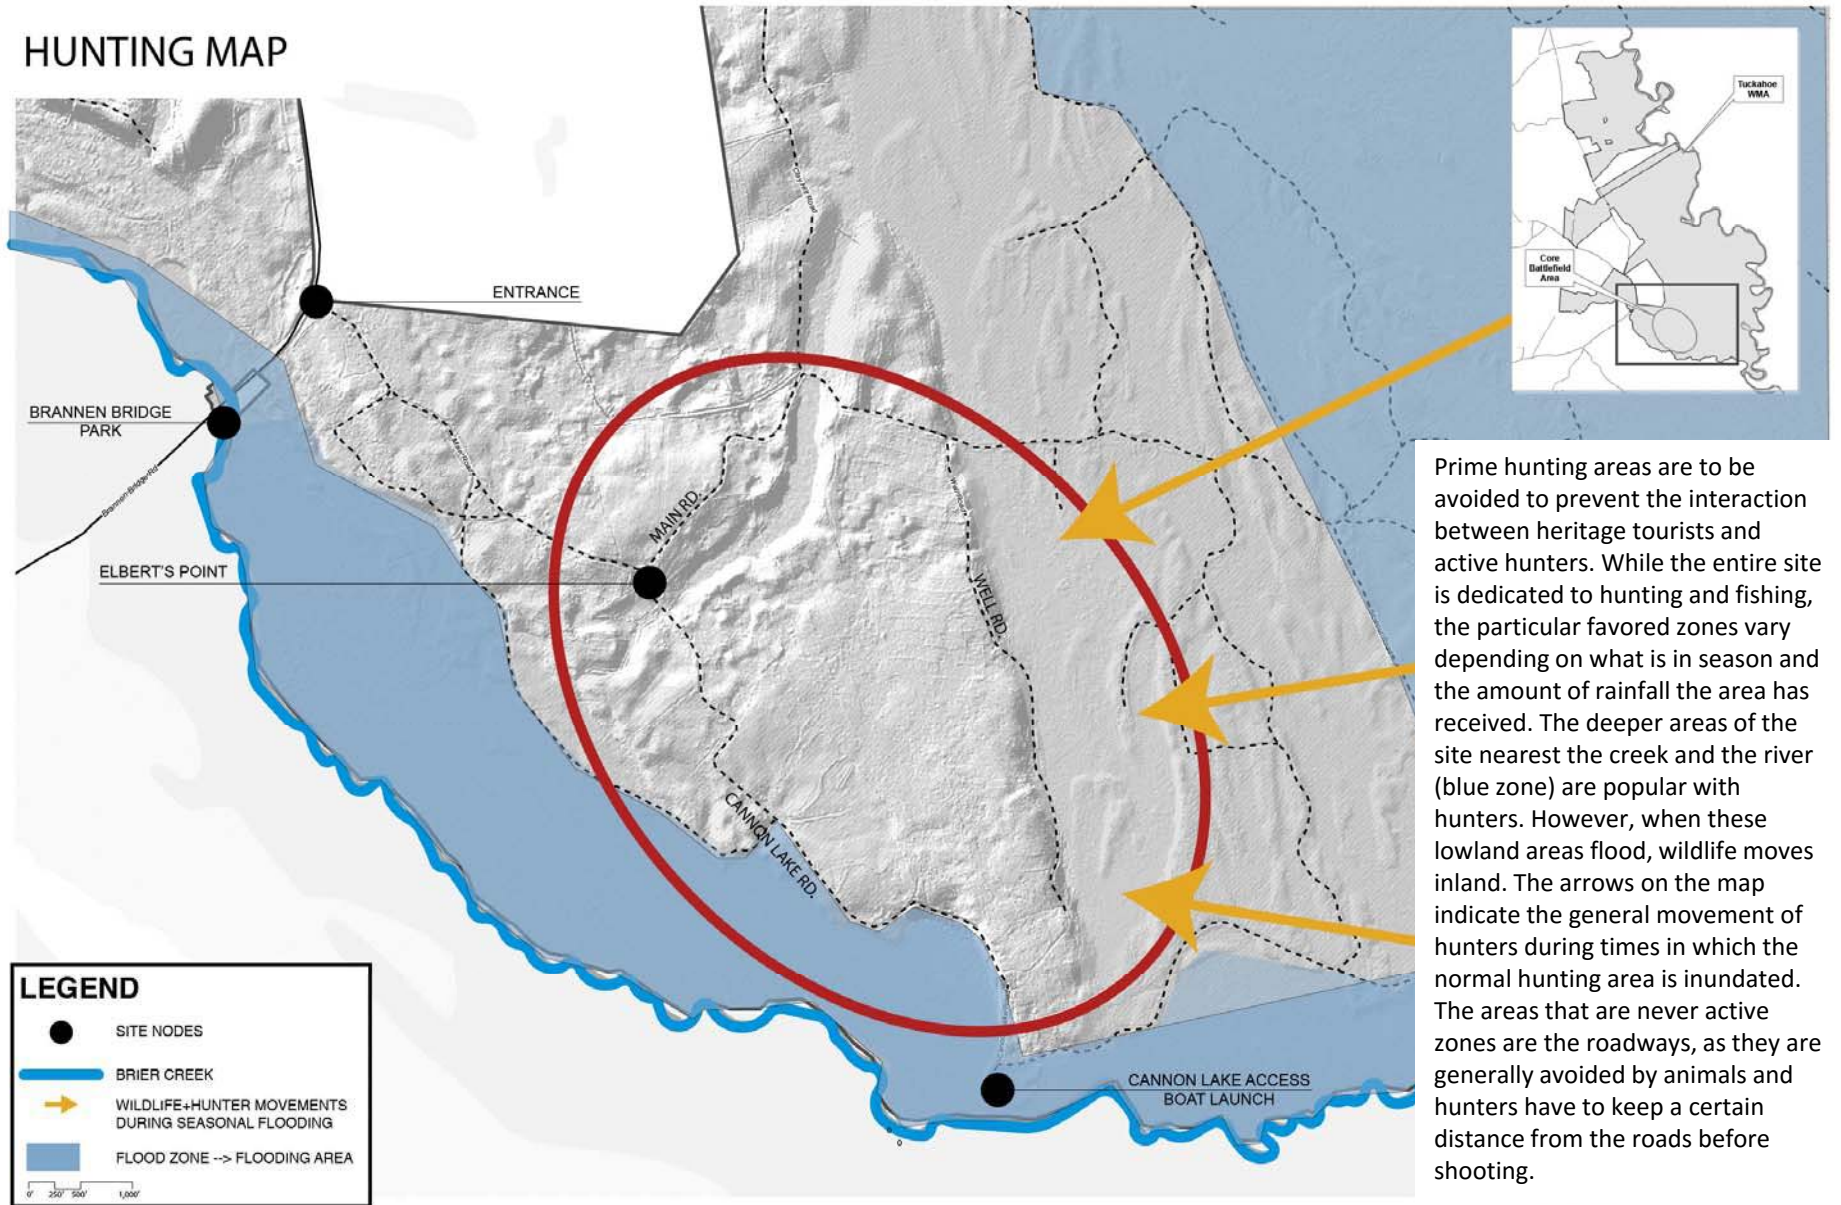 HUNTING MAP
Tuckahoe
WMA
Core
Battlefield
Area
ENTRANCE
BRANNEN BRIDGE
PARK
Brannen Bridge Rd
MAIN RD.
ELBERT'S POINT
WELL RD.
CANNON LAKE RD.
CANNON LAKE ACCESS
BOAT LAUNCH
Prime hunting areas are to be
avoided to prevent the interaction
between heritage tourists and
active hunters. While the entire site
is dedicated to hunting and fishing,
the particular favored zones vary
depending on what is in season and
the amount of rainfall the area has
received. The deeper areas of the
site nearest the creek and the river
(blue zone) are popular with
hunters. However, when these
lowland areas flood, wildlife moves
inland. The arrows on the map
indicate the general movement of
hunters during times in which the
normal hunting area is inundated.
The areas that are never active
zones are the roadways, as they are
generally avoided by animals and
hunters have to keep a certain
distance from the roads before
shooting.
LEGEND
SITE NODES
BRIER CREEK
WILDLIFE+HUNTER MOVEMENTS
DURING SEASONAL FLOODING
FLOOD ZONE --> FLOODING AREA
0' 250' 500' 1,000'